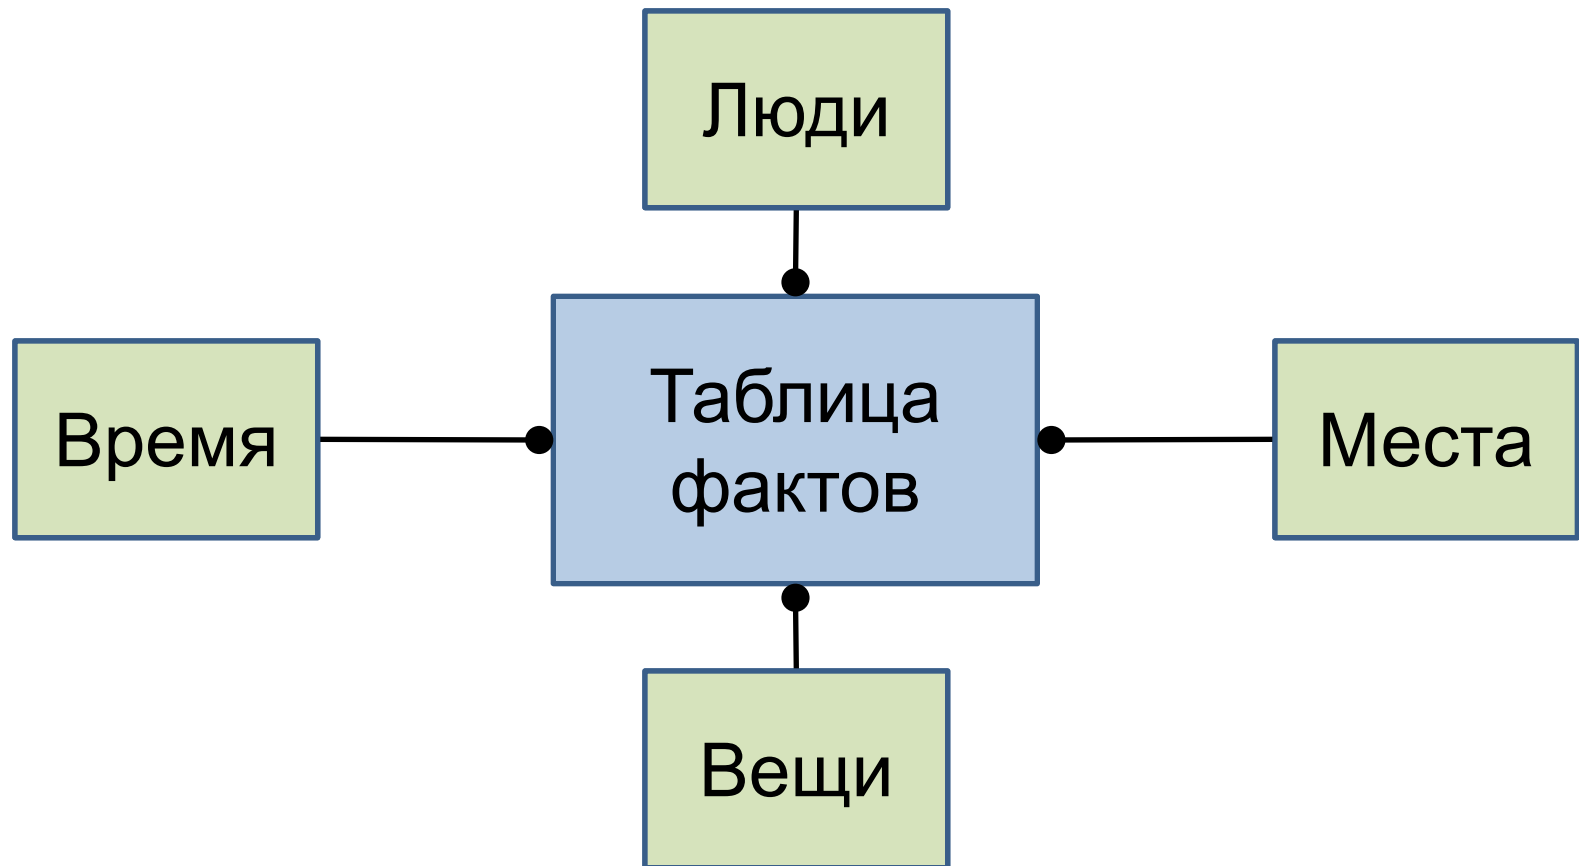 Люди
Время
Таблица
фактов
Места
Вещи